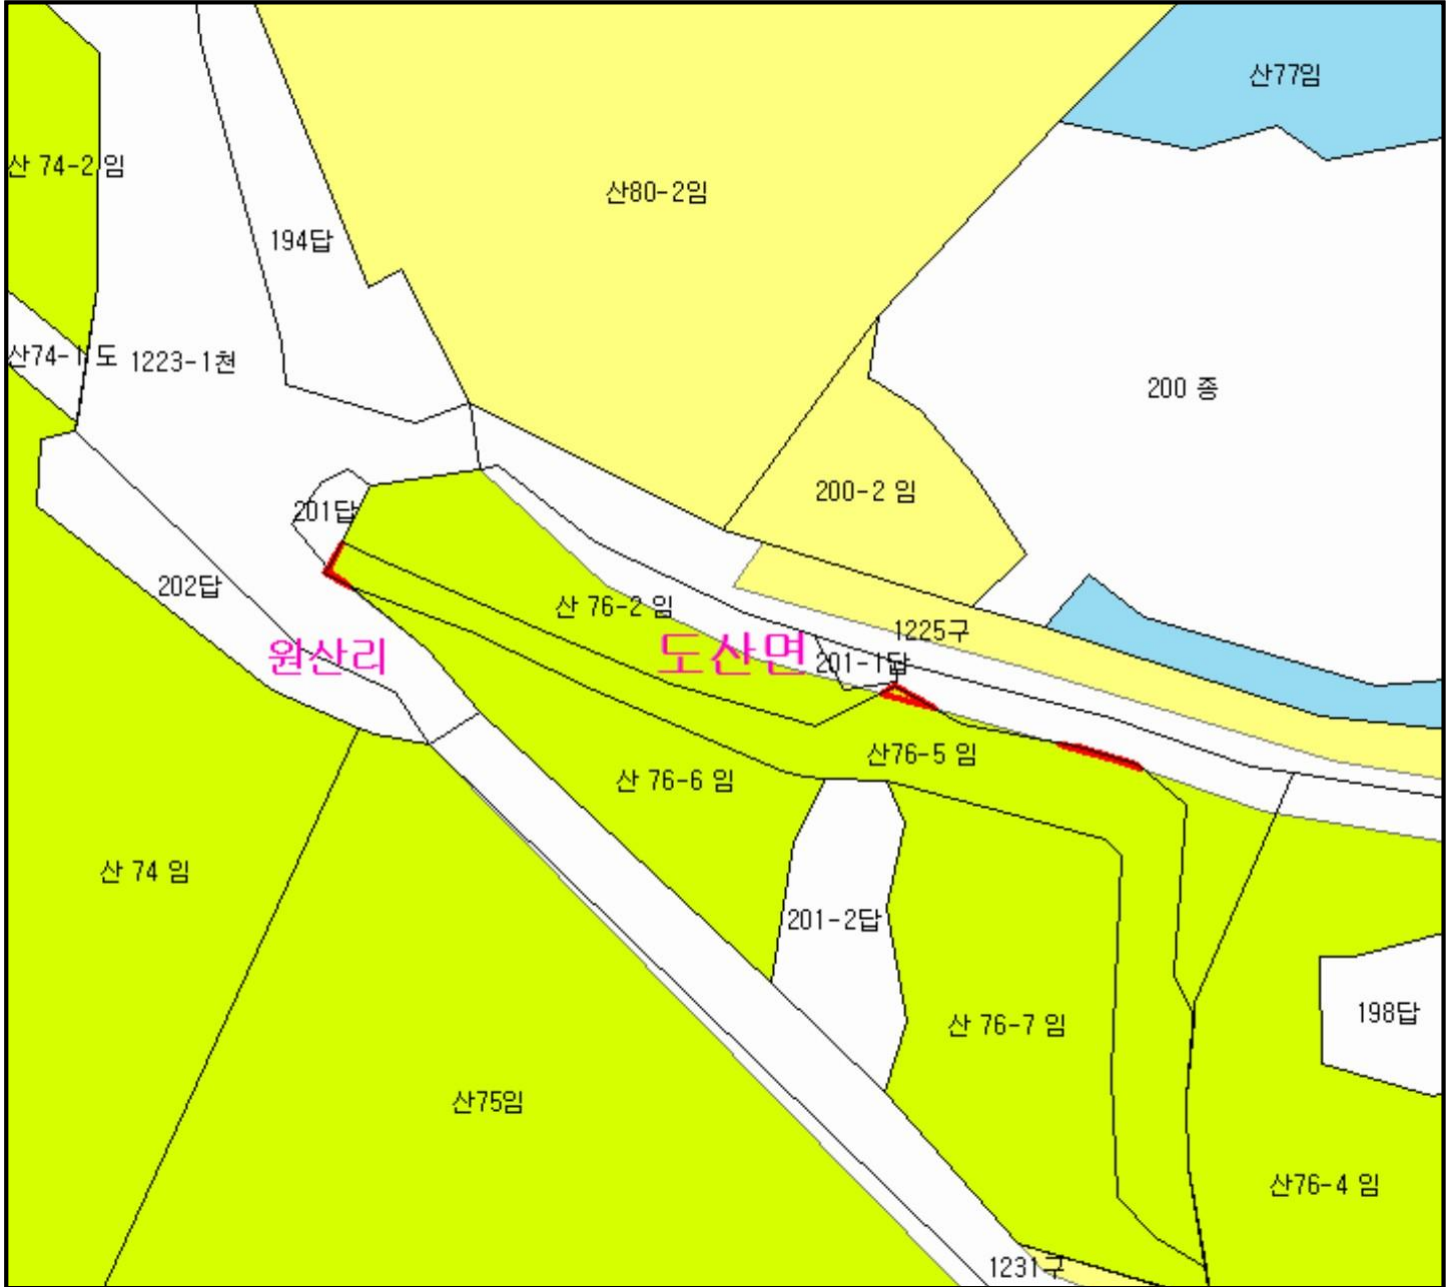 산77임
산 74-2 임
산80-2임
194답
산74-1 도
1223-1천
200 종
200-2 임
201답
202답
산 76-2 임
1225구
원산리
도산면
201-1답
산76-5 임
산 76-6 임
산 74 임
201-2답
198답
산 76-7 임
산75임
산76-4 임
1231구